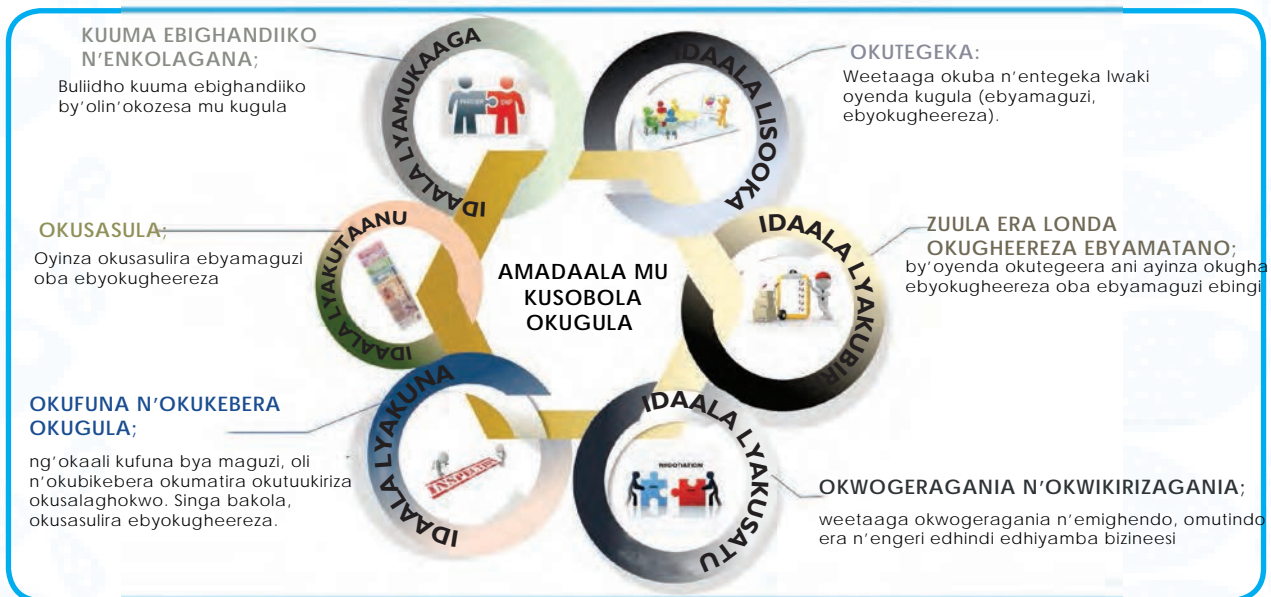 KUUMA EBIGHANDIIKO
N'ENKOLAGANA;
Buliidho kuuma ebighandiiko
by'olin'okozesa mu kugula
IDAALA LYAMUKAAGA
IDAALA LISOOKA
OKUTEGEKA:
Weetaaga okuba n'entegeka lwaki
oyenda kugula (ebyamaguzi,
ebyokugheereza).
OKUSASULA;
Oyinza okusasulira ebyamaguzi
oba ebyokugheereza
IDAALA LYAKUTAANU
AMADAALA MU
KUSOBOLA
OKUGULA
IDAALA LYAKUBIRI
ZUULA ERA LONDA
OKUGHEEREZA EBYAMATANO;
by'oyenda okutegeera ani ayinza okugha
ebyokugheereza oba ebyamaguzi ebingi
OKUFUNA N'OKUKEBERA
OKUGULA;
ng'okaali kufuna bya maguzi, oli
n'okubikebera okumatira okutuukiriza
okusalaghokwo. Singa bakola,
okusasulira ebyokugheereza.
IDAALA LYAKUNA
INSPECTION
IDAALA LYAKUSATU
NEGOTIATION
OKWOGERAGANIA N'OKWIKIRIZAGANIA;
weetaaga okwogeragania n'emighendo, omutindo
era n'engeri edhindi edhiyamba bizineesi